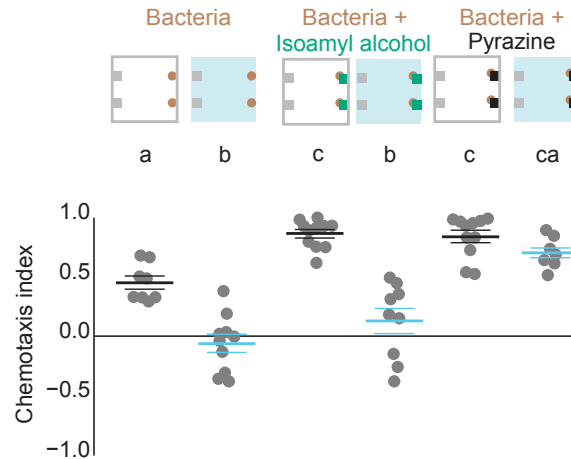 Bacteria
Bacteria +
Isoamyl alcohol
Bacteria +
Pyrazine
a b c b c ca
Chemotaxis index
1.0
0.5
0.0
−0.5
−1.0